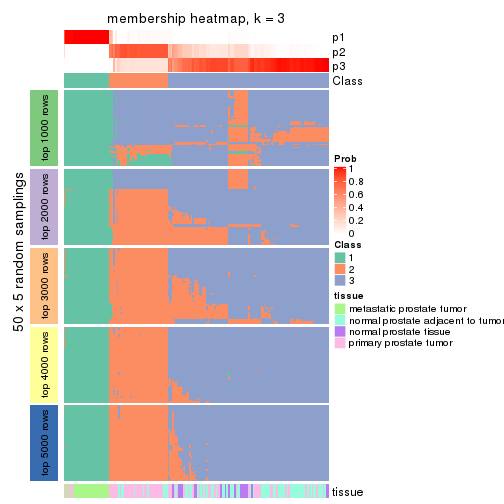 membership heatmap, k = 3
p1
p2
p3
Class
50 x 5 random samplings
top 1000 rows
top 2000 rows
top 3000 rows
top 4000 rows
top 5000 rows
Prob
1
0.8
0.6
0.4
0.2
0
Class
1
2
3
tissue
metastatic prostate tumor
normal prostate adjacent to tumor
normal prostate tissue
primary prostate tumor
tissue